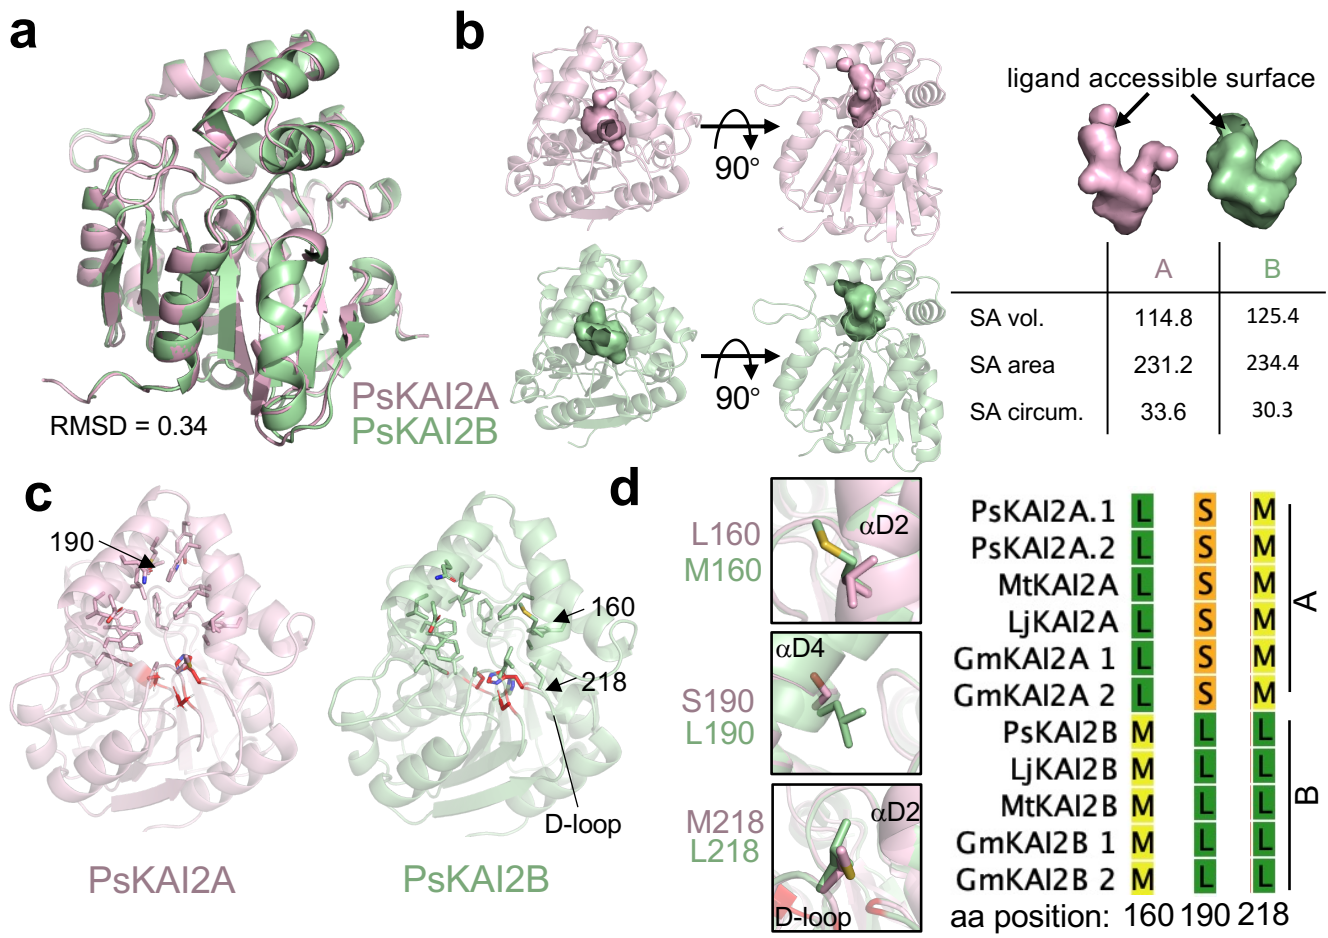 a
RMSD = 0.34
PsKAI2A
PsKAI2B
b
90°
90°
ligand accessible surface
A B
SA vol. 114.8 125.4
SA area 231.2 234.4
SA circum. 33.6 30.3
c
190
160
218
D-loop
PsKAI2A
PsKAI2B
d
L160
M160
αD2
S190
L190
αD4
M218
L218
αD2
D-loop
PsKAI2A.1 L S M
PsKAI2A.2 L S M
MtKAI2A L S M
LjKAI2A L S M
GmKAI2A 1 L S M
GmKAI2A 2 L S M
A
PsKAI2B M L L
LjKAI2B M L L
MtKAI2B M L L
GmKAI2B 1 M L L
GmKAI2B 2 M L L
B
aa position: 160 190 218